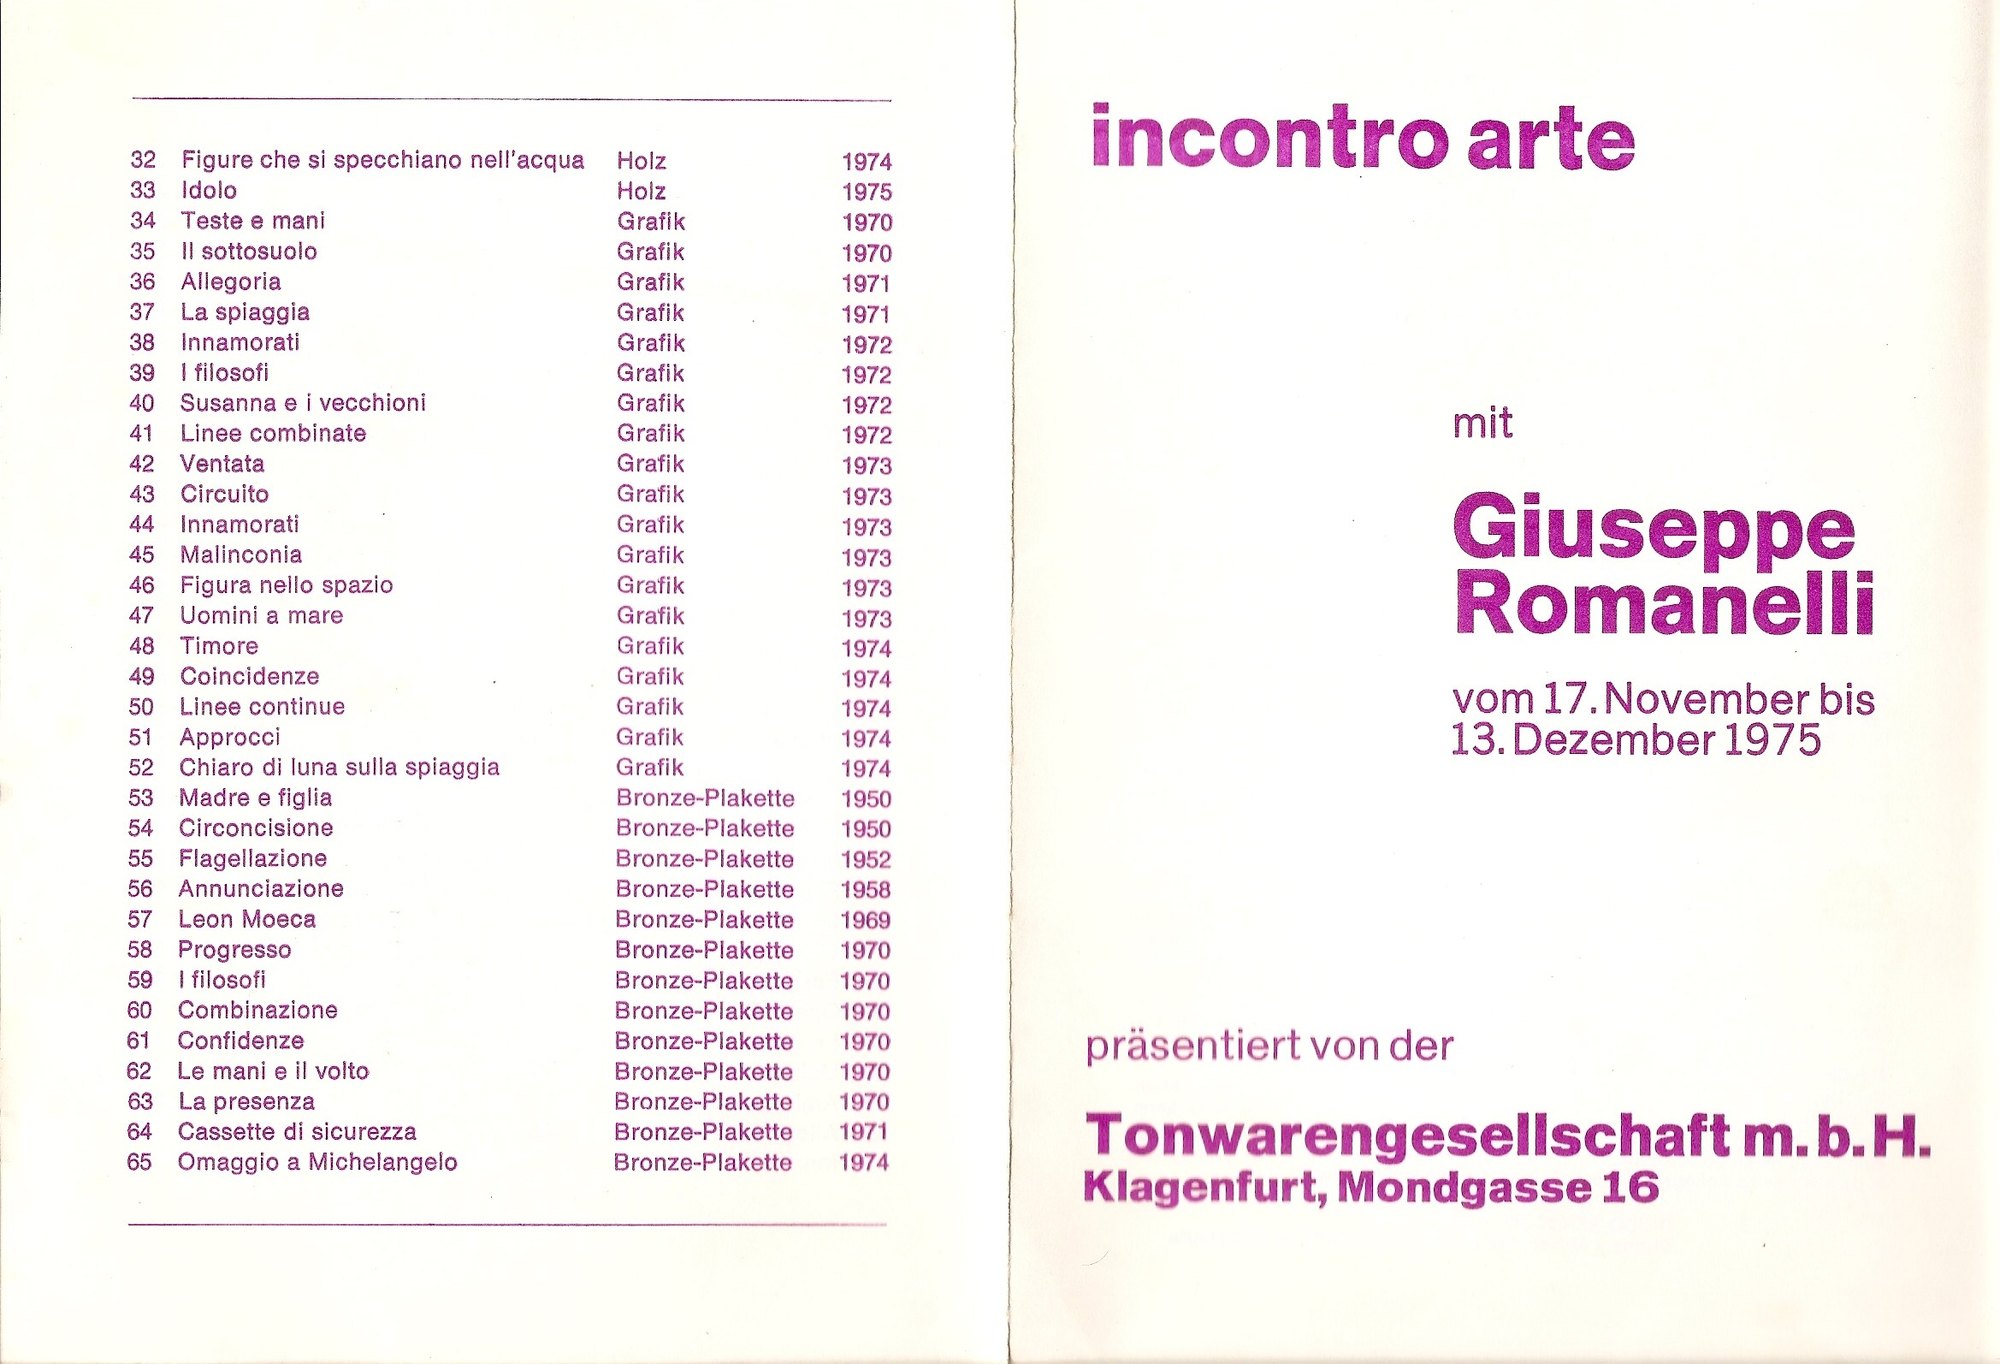 32 Figure che si specchiano nell'acqua Holz 1974
33 Idolo Holz 1975
34 Teste e mani Grafik 1970
35 Il sottosuolo Grafik 1970
36 Allegoria Grafik 1971
37 La spiaggia Grafik 1971
38 Innamorati Grafik 1972
39 I filosofi Grafik 1972
40 Susanna e i vecchioni Grafik 1972
41 Linee combinate Grafik 1972
42 Ventata Grafik 1973
43 Circuito Grafik 1973
44 Innamorati Grafik 1973
45 Malinconia Grafik 1973
46 Figura nello spazio Grafik 1973
47 Uomini a mare Grafik 1973
48 Timore Grafik 1974
49 Coincidenze Grafik 1974
50 Linee continue Grafik 1974
51 Approcci Grafik 1974
52 Chiaro di luna sulla spiaggia Grafik 1974
53 Madre e figlia Bronze-Plakette 1950
54 Circoncisione Bronze-Plakette 1950
55 Flagellazione Bronze-Plakette 1952
56 Annunciazione Bronze-Plakette 1958
57 Leon Moeca Bronze-Plakette 1969
58 Progresso Bronze-Plakette 1970
59 I filosofi Bronze-Plakette 1970
60 Combinazione Bronze-Plakette 1970
61 Confidenze Bronze-Plakette 1970
62 Le mani e il volto Bronze-Plakette 1970
63 La presenza Bronze-Plakette 1970
64 Cassette di sicurezza Bronze-Plakette 1971
65 Omaggio a Michelangelo Bronze-Plakette 1974
incontro arte
mit
Giuseppe
Romanelli
vom 17. November bis
13. Dezember 1975
präsentiert von der
Tonwarengesellschaft m. b. H.
Klagenfurt, Mondgasse 16